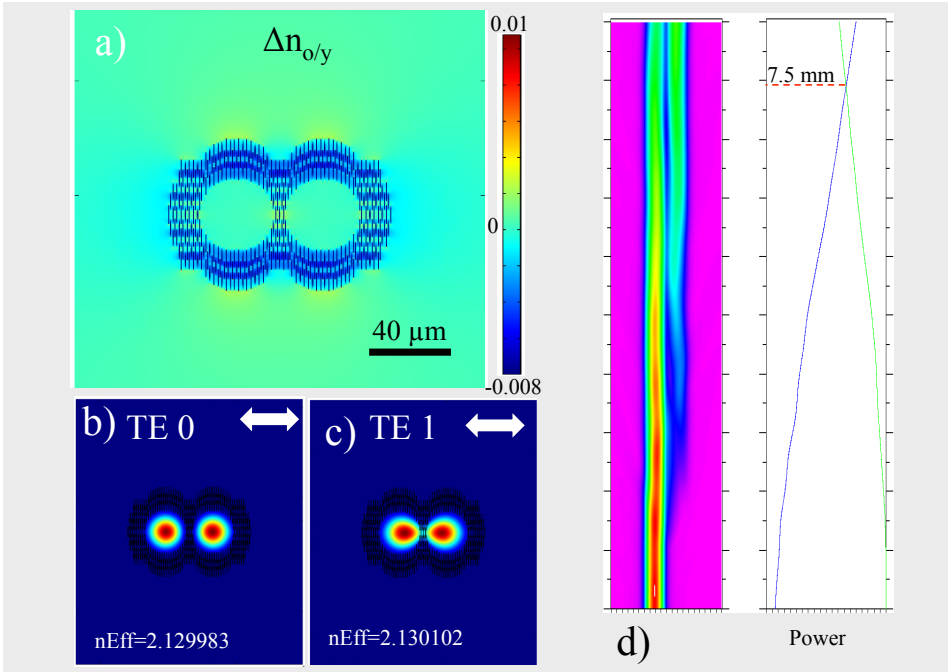 a)
Δn o/y
0.01
0
-0.008
40 µm
b) TE 0
nEff=2.129983
c) TE 1
nEff=2.130102
7.5 mm
d)
Power